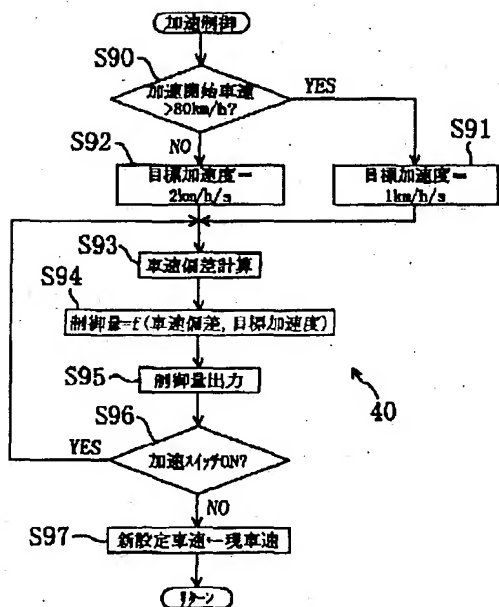 加速制御
S90
加速開始車速
>80km/h?
YES
S91
S92
NO
目標加速度=
2km/h/s
目標加速度=
1km/h/s
S93
車速偏差計算
S94
制御量=f(車速偏差,目標加速度)
S95
制御量出力
40
S96
YES
加速スイッチON?
NO
S97
新設定車速←現車速
リターン